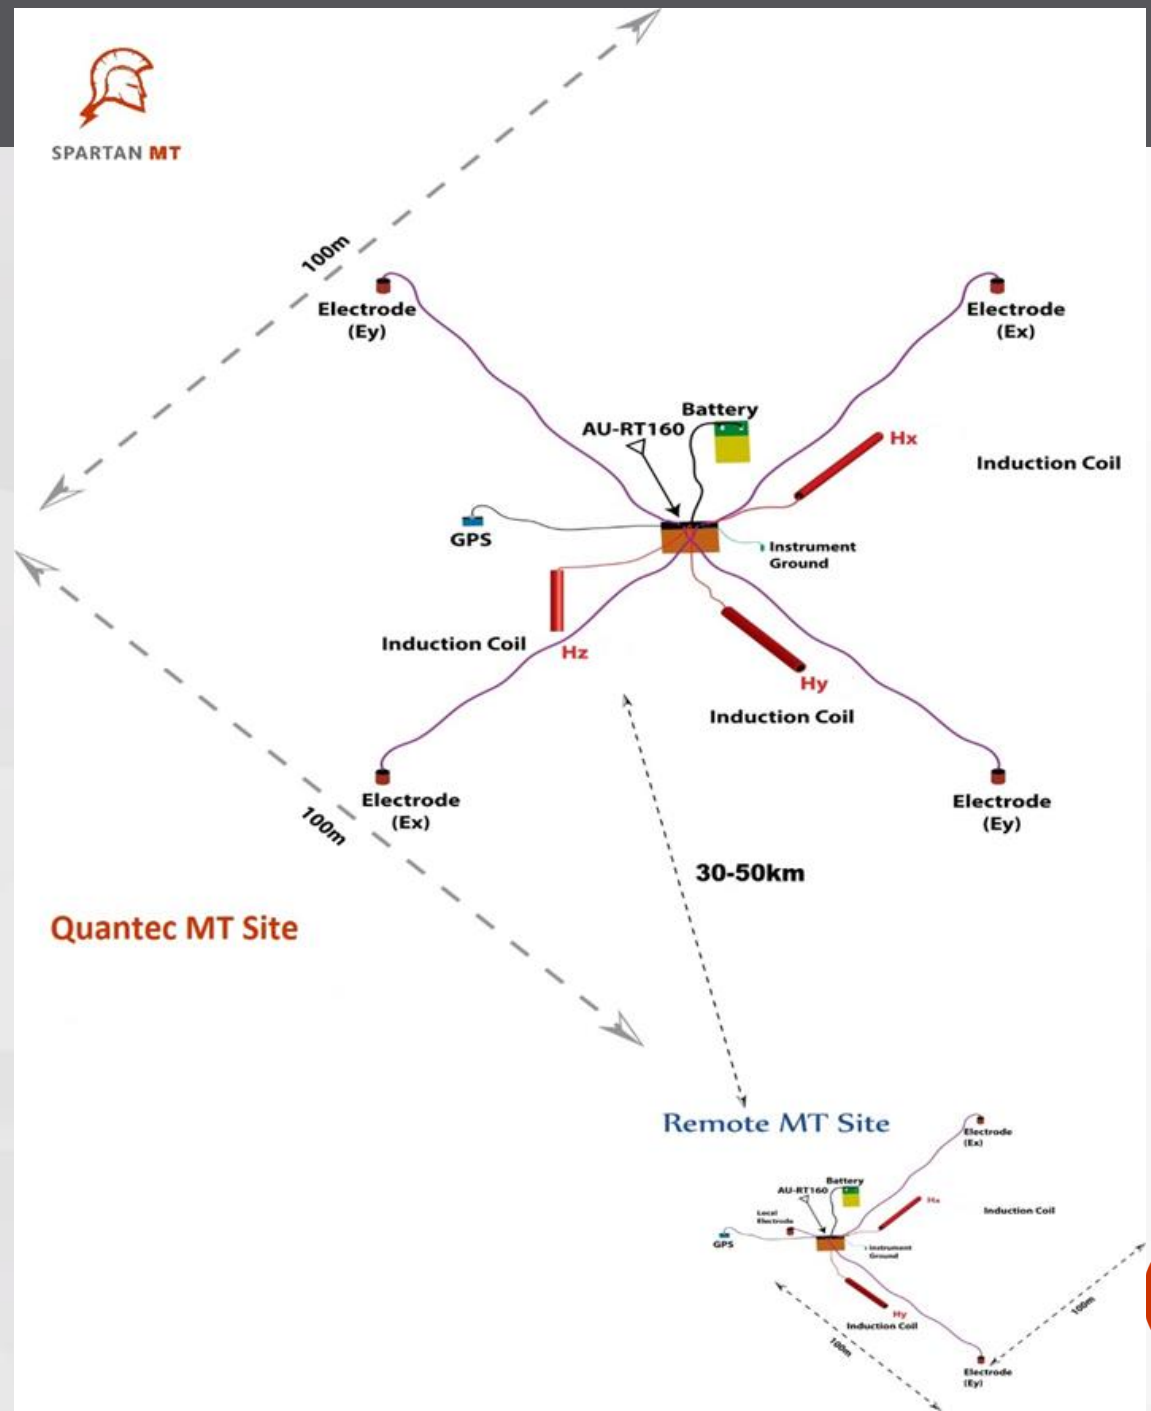 SPARTAN MT
100m
Electrode
(Ey)
Electrode
(Ex)
Battery
AU-RT160
Hx
Induction Coil
GPS
Instrument
Ground
Induction Coil
Hz
Hy
Induction Coil
Electrode
(Ex)
Electrode
(Ey)
100m
30-50km
Quantec MT Site
Remote MT Site
Electrode
(Ex)
Battery
AU-RT160
Hx
Local
Electrode
Induction Coil
GPS
Instrument
Ground
Hy
Induction Coil
100m
100m
Electrode
(Ey)